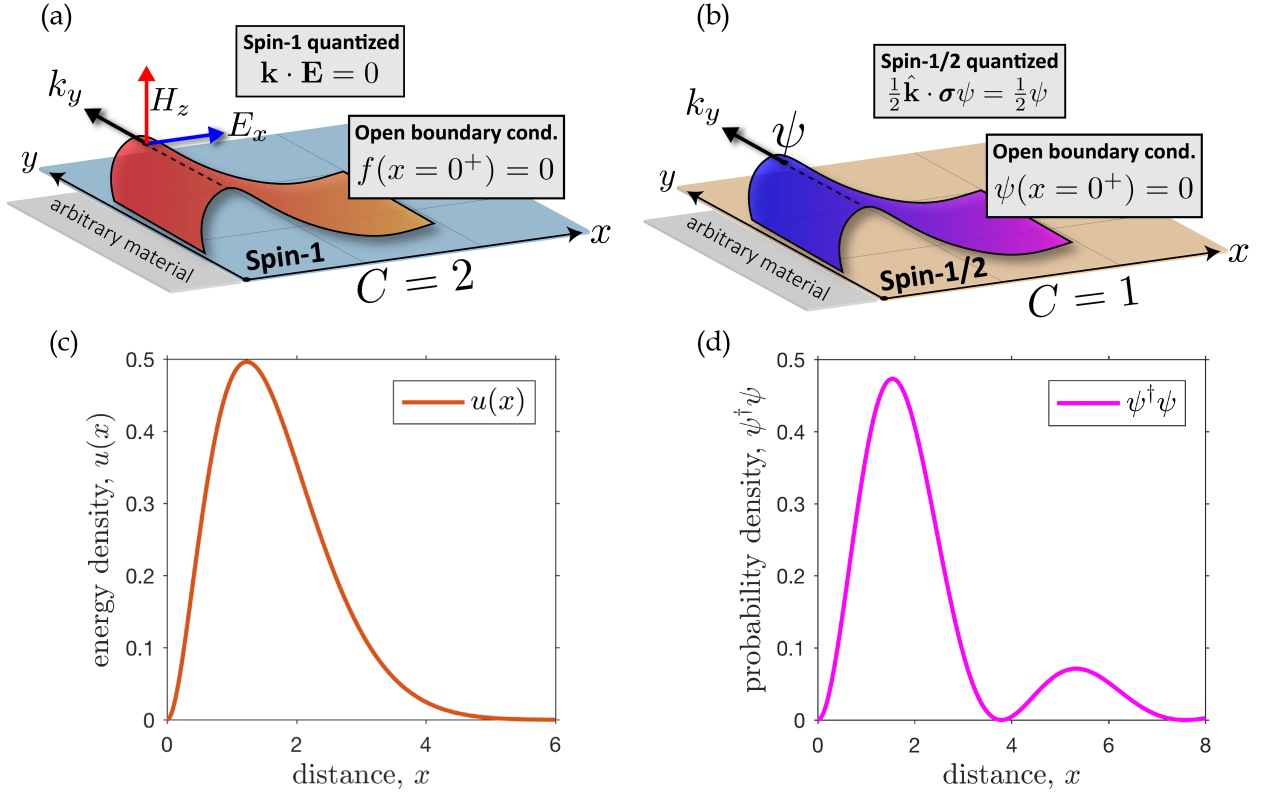 (a)
Spin-1 quantized
k · E = 0
k_y
H_z
E_x
Open boundary cond.
f(x = 0⁺) = 0
y
arbitrary material
Spin-1
C = 2
x
(b)
Spin-1/2 quantized
½k̂ · σψ = ½ψ
k_y
ψ
Open boundary cond.
ψ(x = 0⁺) = 0
y
arbitrary material
Spin-1/2
C = 1
x
(c)
energy density, u(x)
0.5
0.4
0.3
0.2
0.1
0
u(x)
0 2 4 6
distance, x
(d)
probability density, ψ†ψ
0.5
0.4
0.3
0.2
0.1
0
ψ†ψ
0 2 4 6 8
distance, x